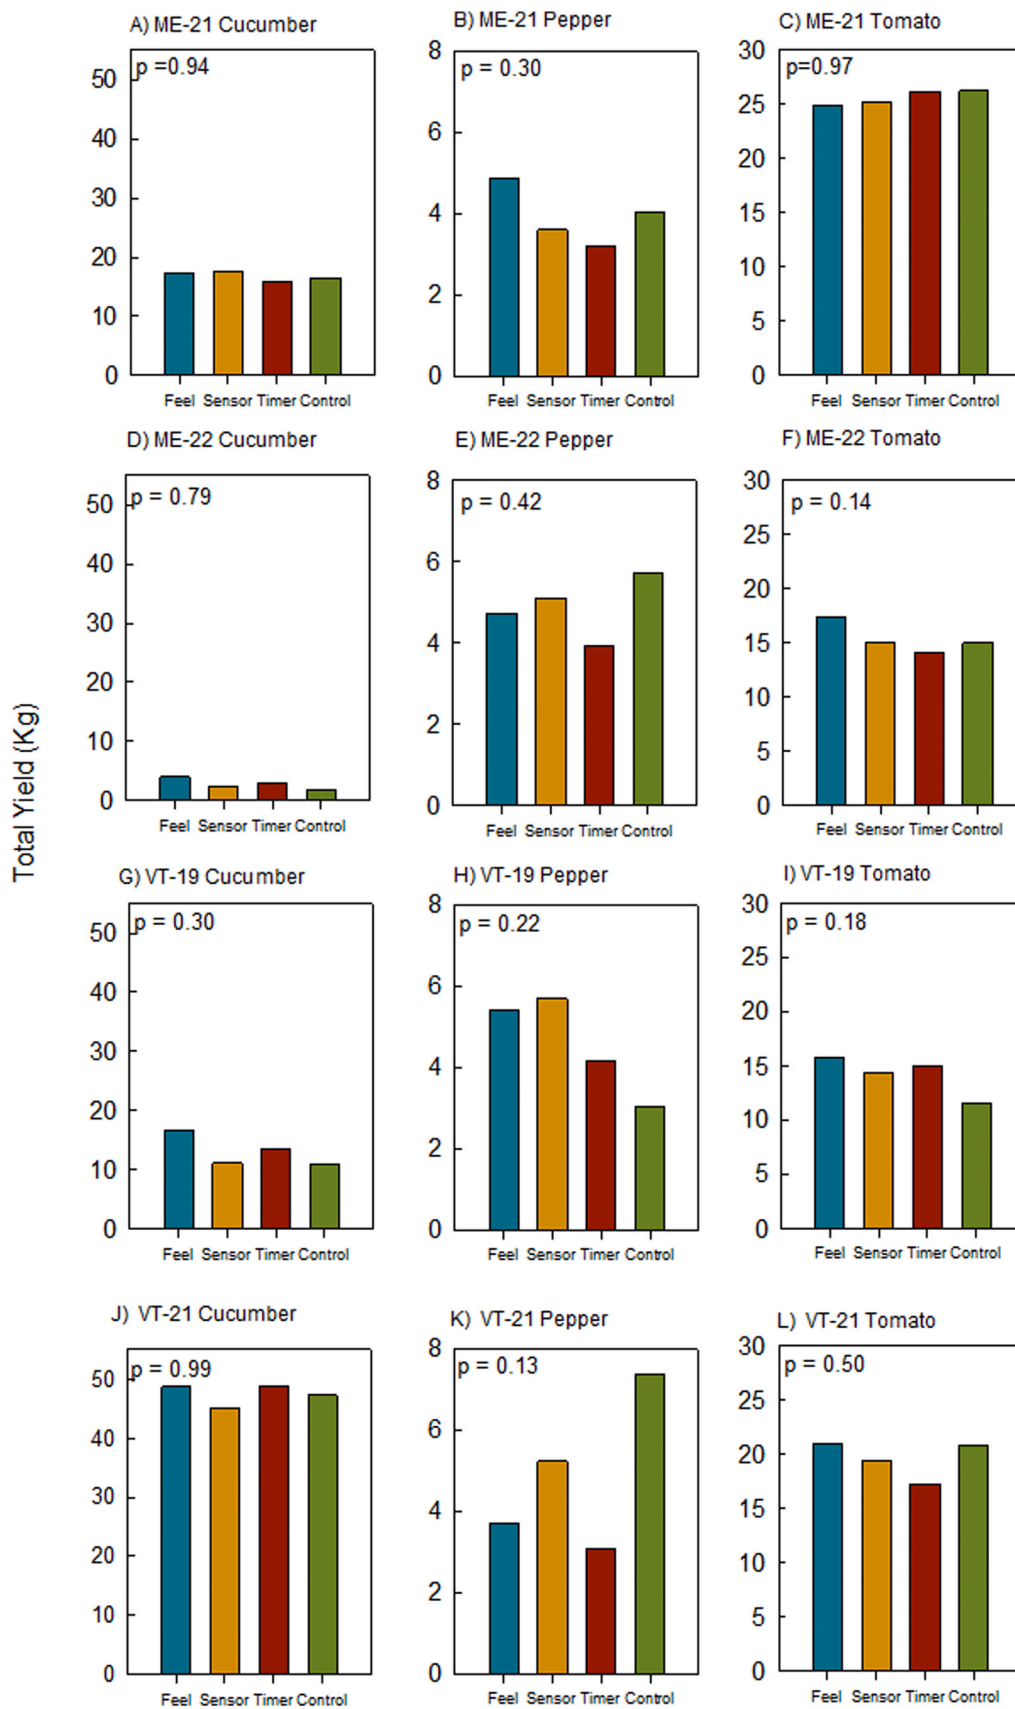 A) ME-21 Cucumber
B) ME-21 Pepper
C) ME-21 Tomato
p =0.94
50
40
30
20
10
0
Feel Sensor Timer Control
p = 0.30
8
6
4
2
0
Feel Sensor Timer Control
p=0.97
30
25
20
15
10
5
0
Feel Sensor Timer Control
D) ME-22 Cucumber
E) ME-22 Pepper
F) ME-22 Tomato
p = 0.79
50
40
30
20
10
0
Feel Sensor Timer Control
p = 0.42
8
6
4
2
0
Feel Sensor Timer Control
p = 0.14
30
25
20
15
10
5
0
Feel Sensor Timer Control
Total Yield (Kg)
G) VT-19 Cucumber
H) VT-19 Pepper
I) VT-19 Tomato
p = 0.30
50
40
30
20
10
0
Feel Sensor Timer Control
p = 0.22
8
6
4
2
0
Feel Sensor Timer Control
p = 0.18
30
25
20
15
10
5
0
Feel Sensor Timer Control
J) VT-21 Cucumber
K) VT-21 Pepper
L) VT-21 Tomato
p = 0.99
50
40
30
20
10
0
Feel Sensor Timer Control
p = 0.13
8
6
4
2
0
Feel Sensor Timer Control
p = 0.50
30
25
20
15
10
5
0
Feel Sensor Timer Control